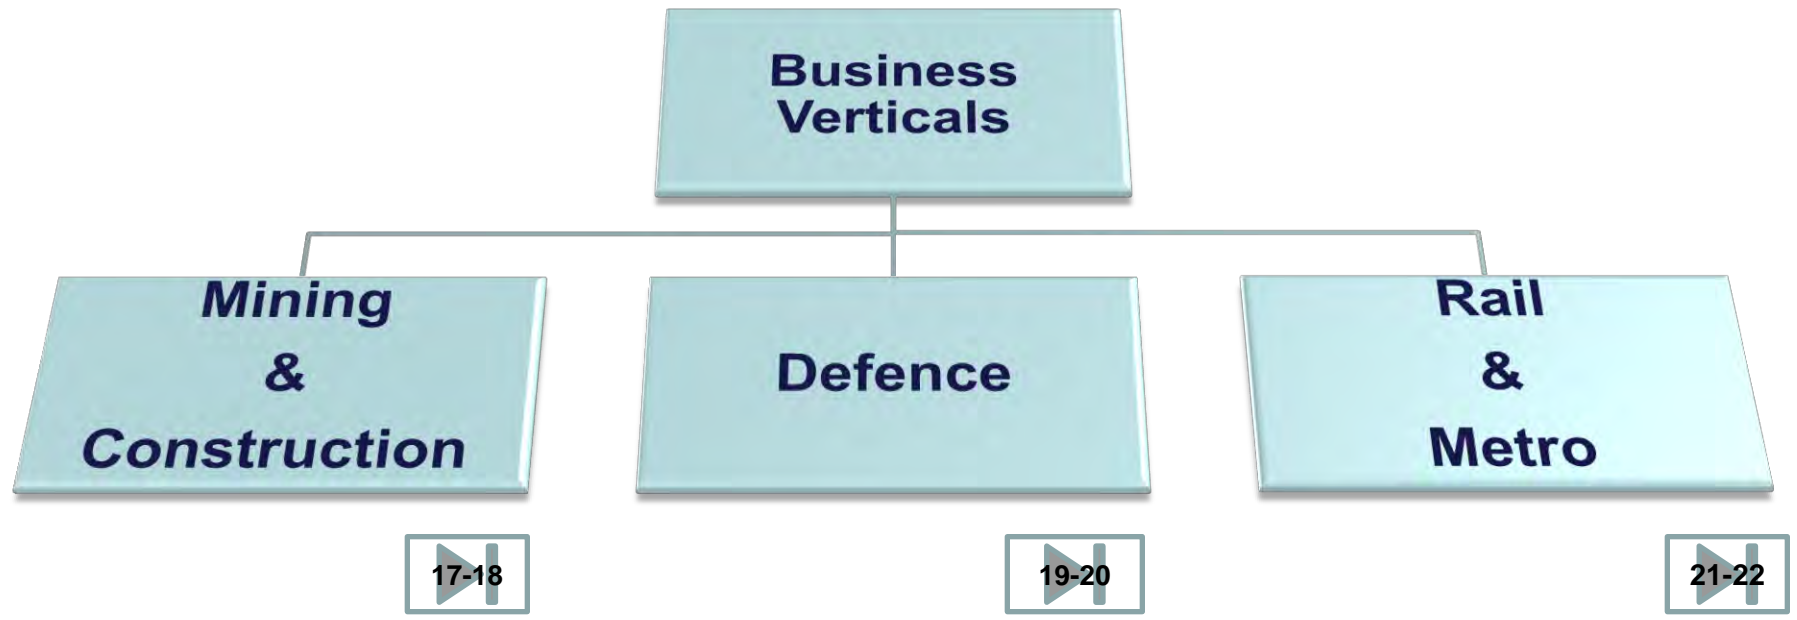 Business
Verticals
Mining
&
Construction
Defence
Rail
&
Metro
17-18
19-20
21-22